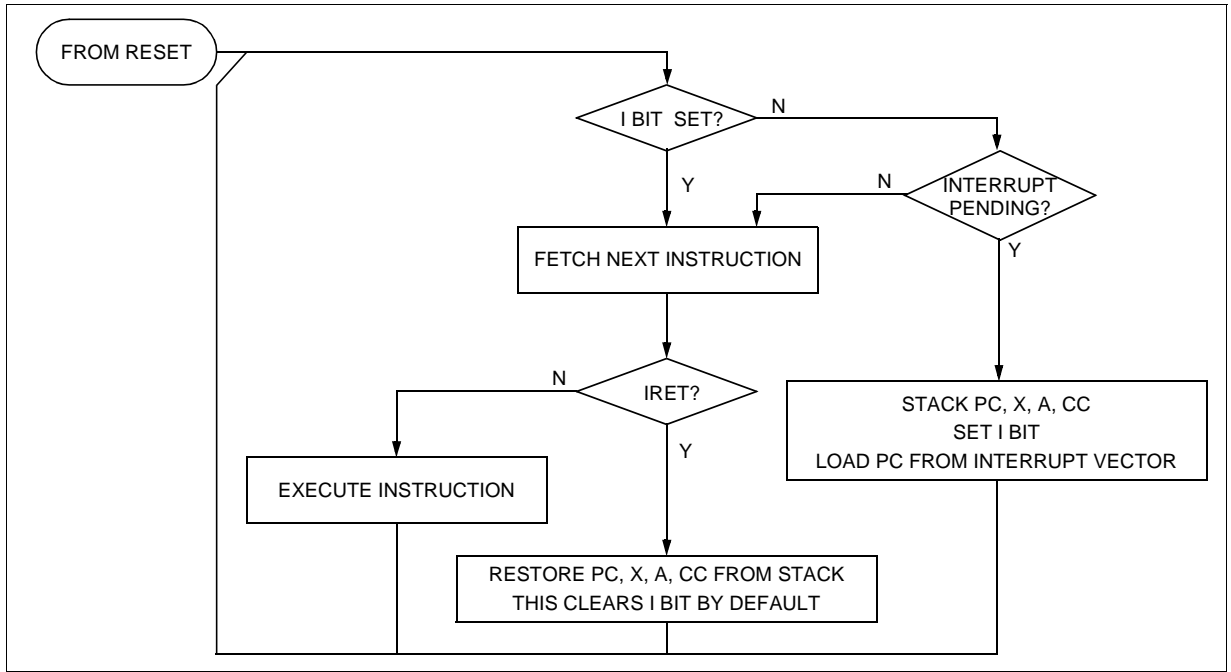 FROM RESET
I BIT SET?
N
Y
N
INTERRUPT
PENDING?
Y
FETCH NEXT INSTRUCTION
N
IRET?
Y
STACK PC, X, A, CC
SET I BIT
LOAD PC FROM INTERRUPT VECTOR
EXECUTE INSTRUCTION
RESTORE PC, X, A, CC FROM STACK
THIS CLEARS I BIT BY DEFAULT